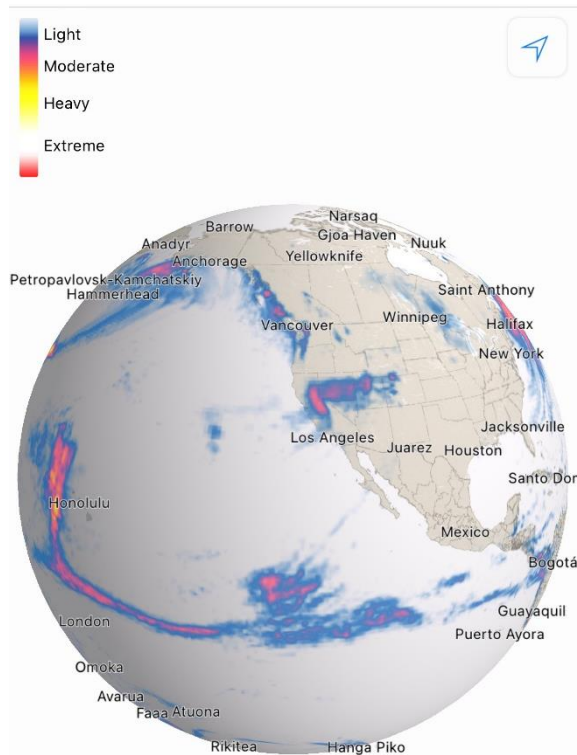 Light
Moderate
Heavy
Extreme
Narsaq
Barrow
Gjoa Haven
Anadyr
Nuuk
Anchorage
Yellowknife
Petropavlovsk-Kamchatskiy
Hammerhead
Saint Anthony
Winnipeg
Vancouver
Halifax
New York
Jacksonville
Los Angeles
Juarez
Houston
Santo Dom
Honolulu
Mexico
Bogotá
Guayaquil
London
Puerto Ayora
Omoka
Avarua
Faaa
Atuona
Rikitea
Hanga Piko